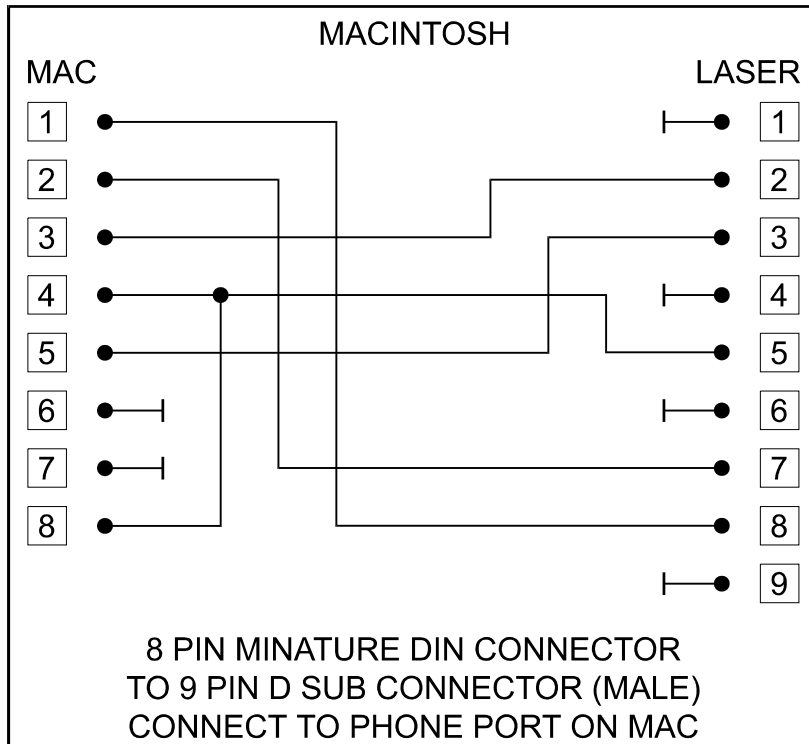 MACINTOSH
MAC LASER
1 1
2 2
3 3
4 4
5 5
6 6
7 7
8 8
9
8 PIN MINATURE DIN CONNECTOR
TO 9 PIN D SUB CONNECTOR (MALE)
CONNECT TO PHONE PORT ON MAC